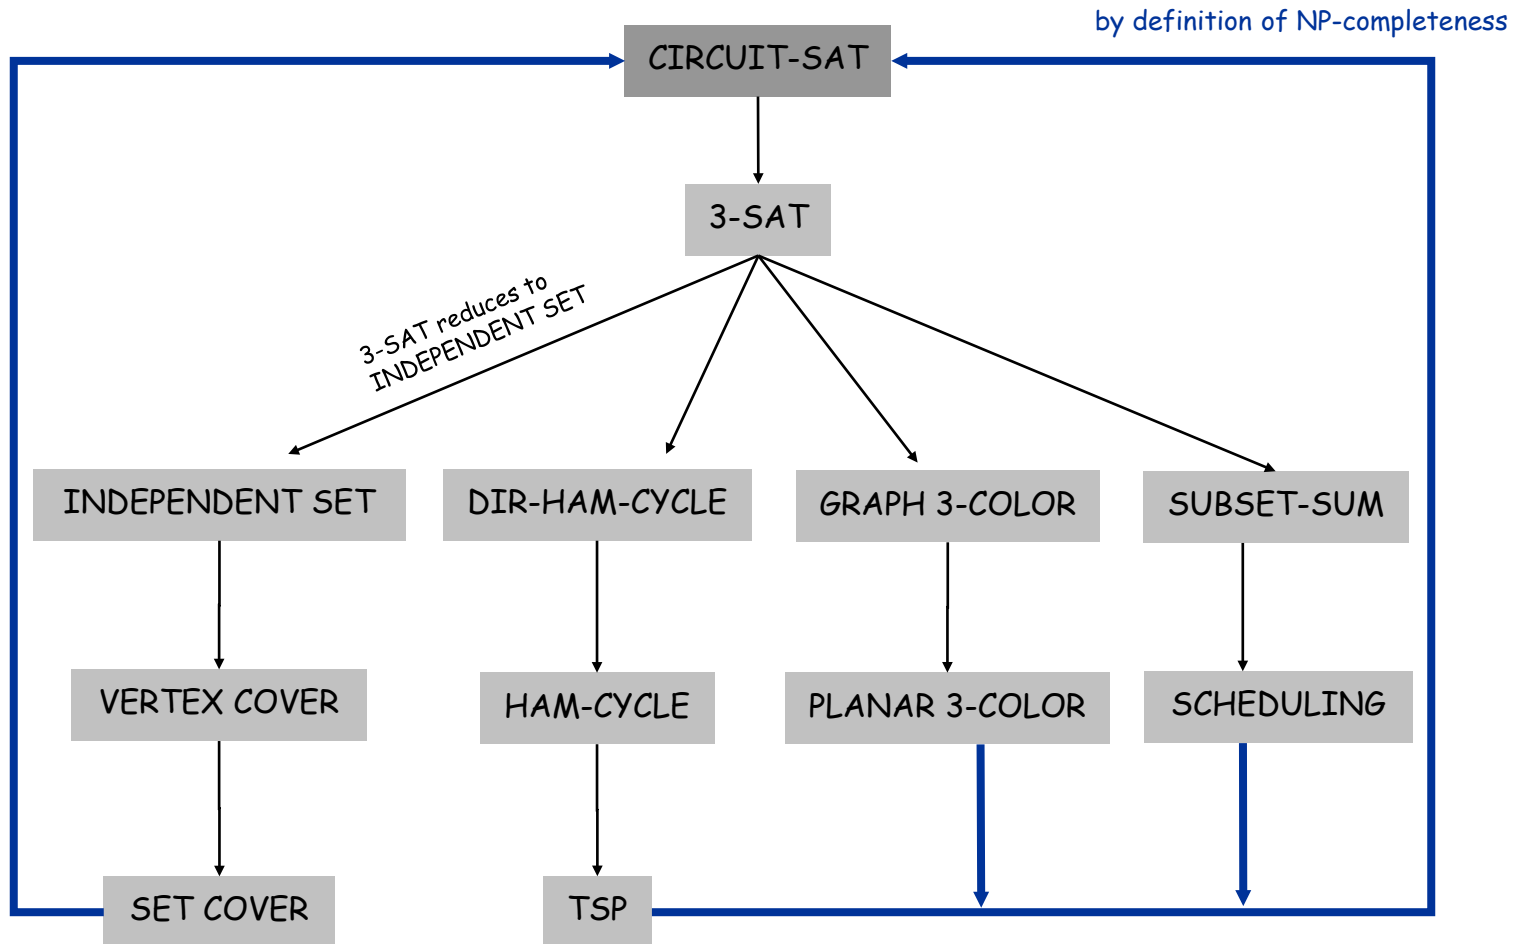 by definition of NP-completeness
CIRCUIT-SAT
3-SAT
3-SAT reduces to
INDEPENDENT SET
INDEPENDENT SET
DIR-HAM-CYCLE
GRAPH 3-COLOR
SUBSET-SUM
VERTEX COVER
HAM-CYCLE
PLANAR 3-COLOR
SCHEDULING
SET COVER
TSP